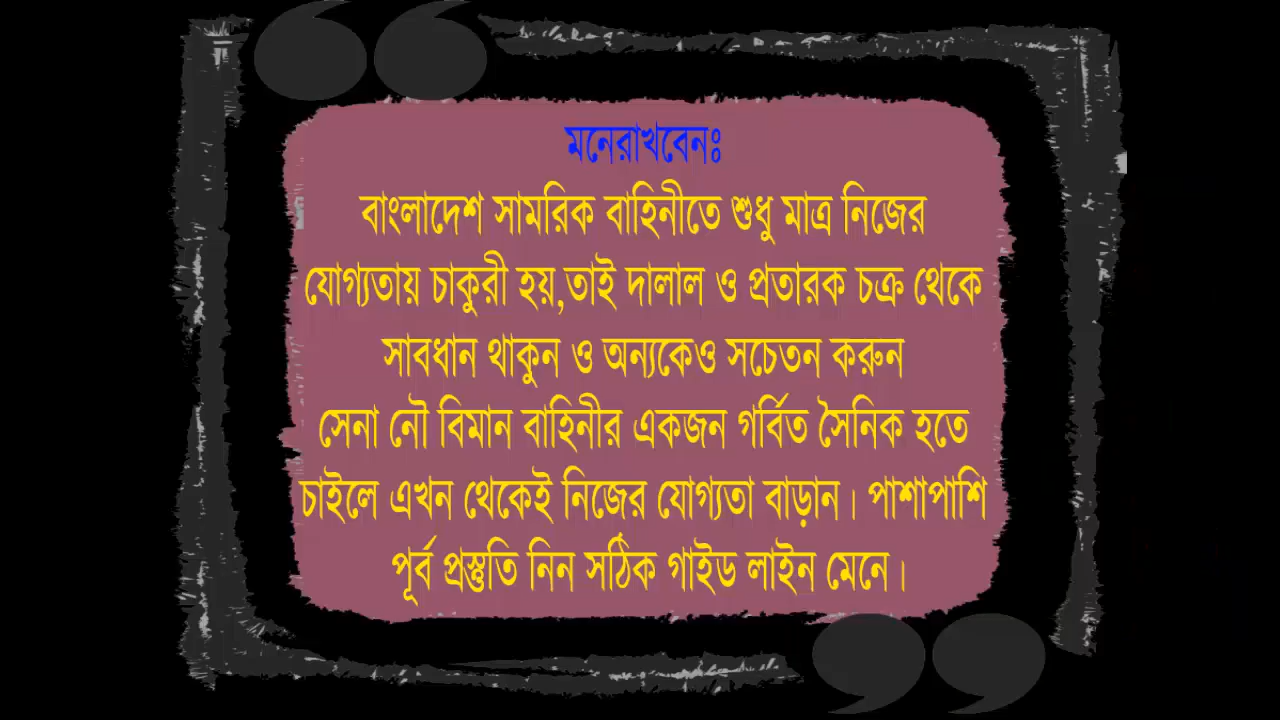 মনেরাখবেনঃ
বাংলাদেশ সামরিক বাহিনীতে শুধু মাত্র নিজের
যোগ্যতায় চাকুরী হয়,তাই দালাল ও প্রতারক চক্র থেকে
সাবধান থাকুন ও অন্যকেও সচেতন করুন
সেনা নৌ বিমান বাহিনীর একজন গর্বিত সৈনিক হতে
চাইলে এখন থেকেই নিজের যোগ্যতা বাড়ান। পাশাপাশি
পূর্ব প্রস্তুতি নিন সঠিক গাইড লাইন মেনে।